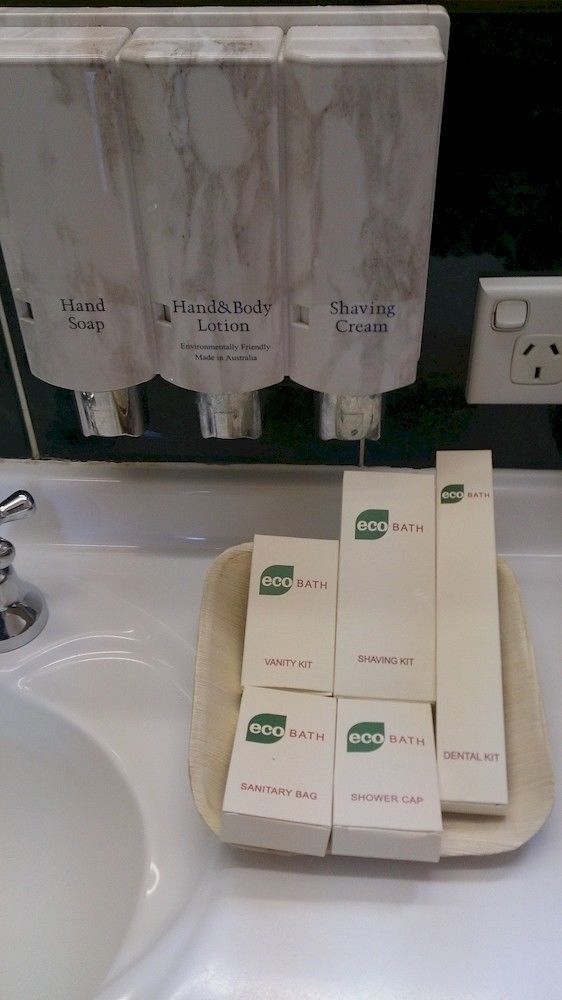 Hand
Soap
Hand&Body
Lotion
Environmentally Friendly
Made in Australia
Shaving
Cream
eco BATH
VANITY KIT
eco BATH
SHAVING KIT
eco BATH
DENTAL KIT
eco BATH
SANITARY BAG
eco BATH
SHOWER CAP